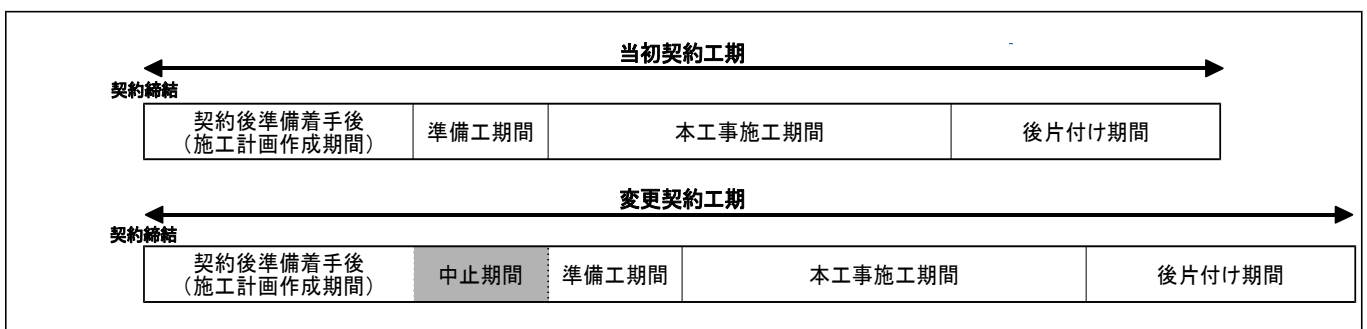 当初契約工期
契約締結
契約後準備着手後
（施工計画作成期間）
準備工期間
本工事施工期間
後片付け期間
変更契約工期
契約締結
契約後準備着手後
（施工計画作成期間）
中止期間
準備工期間
本工事施工期間
後片付け期間